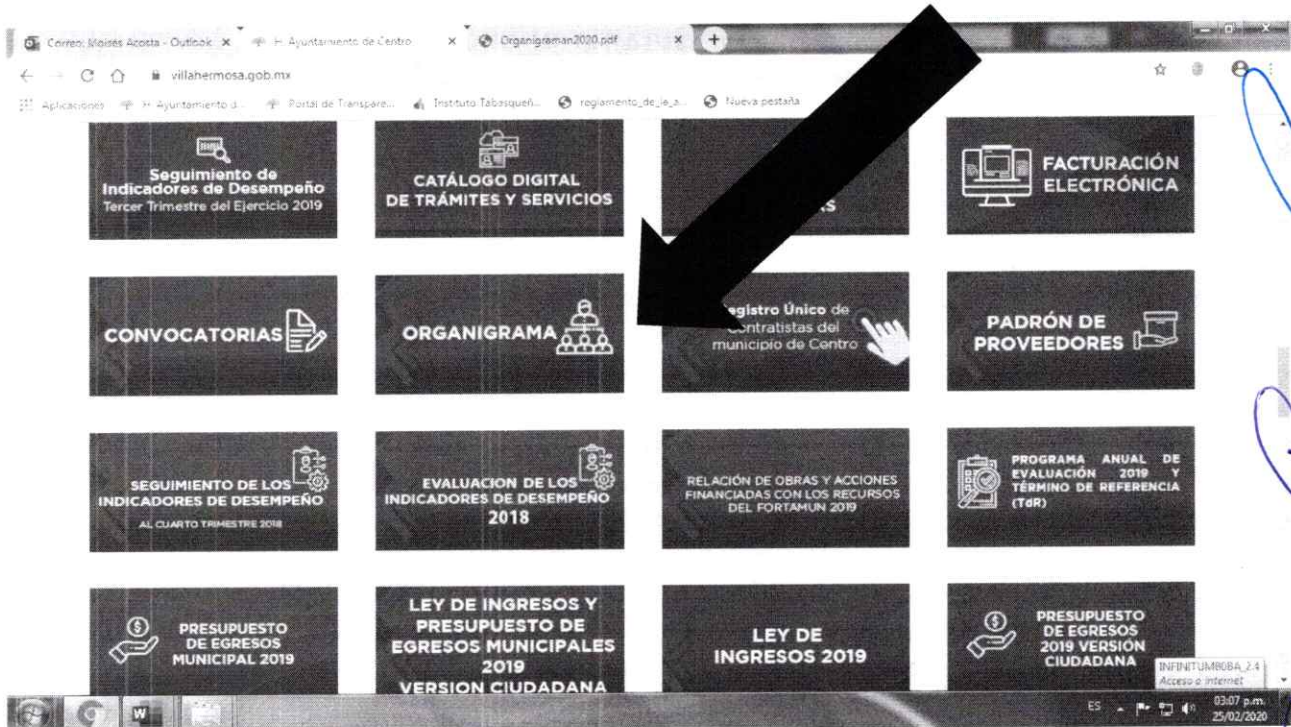 Correo: Moises Acosta - Outlook
Ayuntamiento de Centro
Organigraman2020.pdf
villahermosa.gob.mx
Aplicaciones
Ayuntamiento d...
Portal de Transpare...
Instituto Tabasqueñ...
reglamento_de_le_a...
Nueva pestaña
Seguimiento de
Indicadores de Desempeño
Tercer Trimestre del Ejercicio 2019
CATÁLOGO DIGITAL
DE TRÁMITES Y SERVICIOS
FACTURACIÓN
ELECTRÓNICA
CONVOCATORIAS
ORGANIGRAMA
Registro Único de
Contratistas del
municipio de Centro
PADRÓN DE
PROVEEDORES
SEGUIMIENTO DE LOS
INDICADORES DE DESEMPEÑO
AL CUARTO TRIMESTRE 2018
EVALUACION DE LOS
INDICADORES DE DESEMPEÑO
2018
RELACIÓN DE OBRAS Y ACCIONES
FINANCIADAS CON LOS RECURSOS
DEL FORTAMUN 2019
PROGRAMA ANUAL DE
EVALUACIÓN 2019 Y
TÉRMINO DE REFERENCIA
(TdR)
PRESUPUESTO
DE EGRESOS
MUNICIPAL 2019
LEY DE INGRESOS Y
PRESUPUESTO DE
EGRESOS MUNICIPALES
2019
VERSION CIUDADANA
LEY DE
INGRESOS 2019
PRESUPUESTO
DE EGRESOS
2019 VERSIÓN
CIUDADANA
INFINITUMB0BA_2.4
Acceso a Internet
ES
03:07 p.m.
25/02/2020